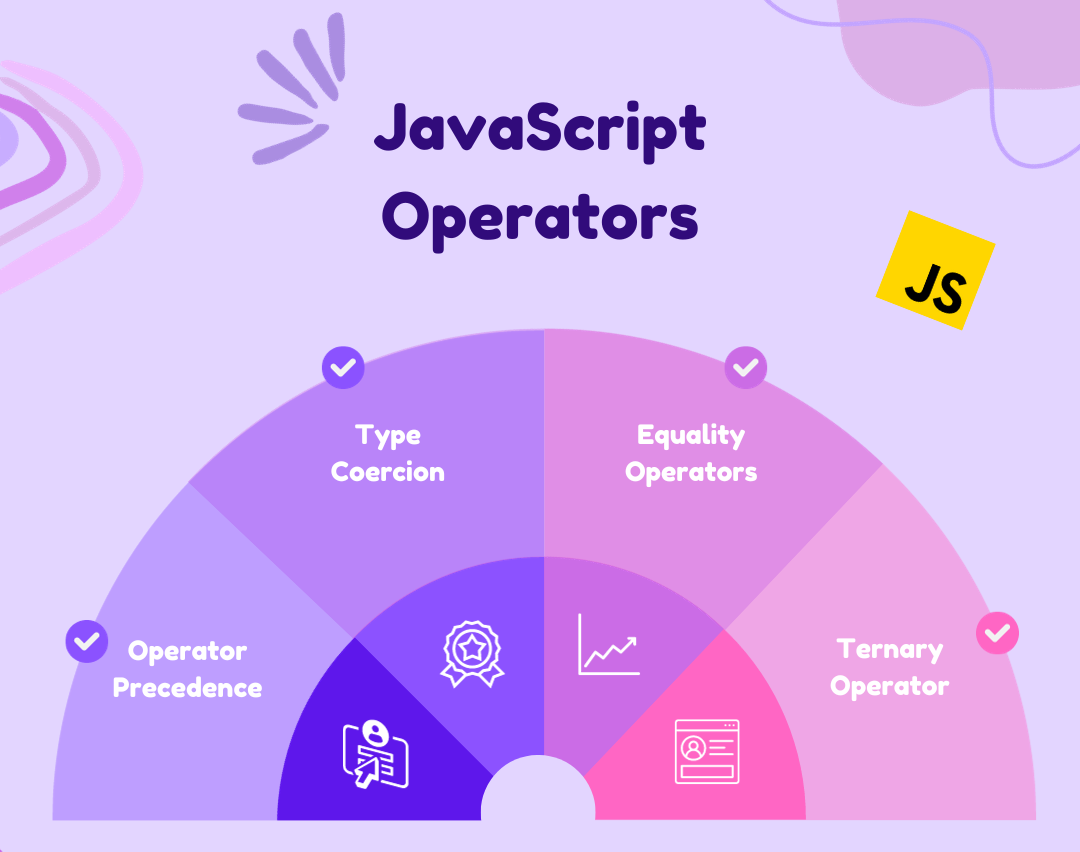 JavaScript
Operators
JS
Type
Coercion
Equality
Operators
Operator
Precedence
Ternary
Operator